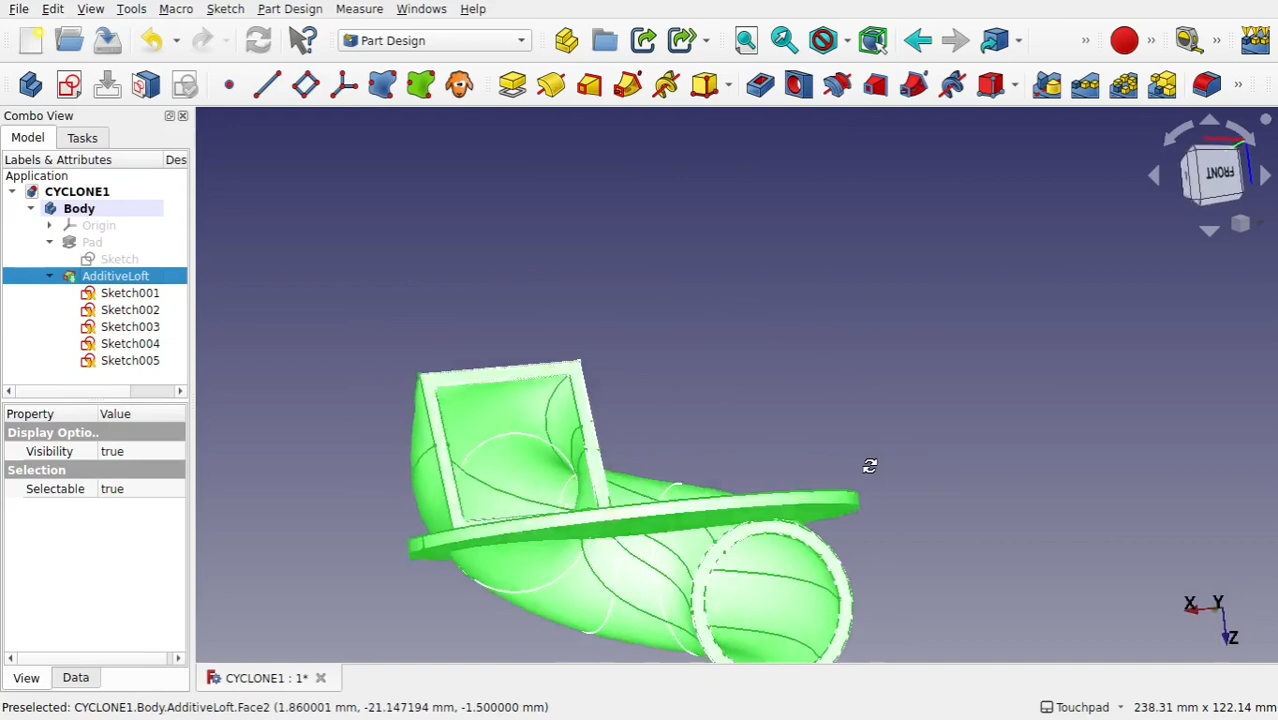 File Edit View Tools Macro Sketch Part Design Measure Windows Help
Part Design
»
»
»
Combo View
Model Tasks
Labels & Attributes Des
Application
CYCLONE1
Body
Origin
Pad
Sketch
AdditiveLoft
Sketch001
Sketch002
Sketch003
Sketch004
Sketch005
Property Value
Display Optio..
Visibility true
Selection
Selectable true
View Data
FRONT
X Y
Z
CYCLONE1 : 1*
Preselected: CYCLONE1.Body.AdditiveLoft.Face2 (1.860001 mm, -21.147194 mm, -1.500000 mm) Touchpad 238.31 mm x 122.14 mm